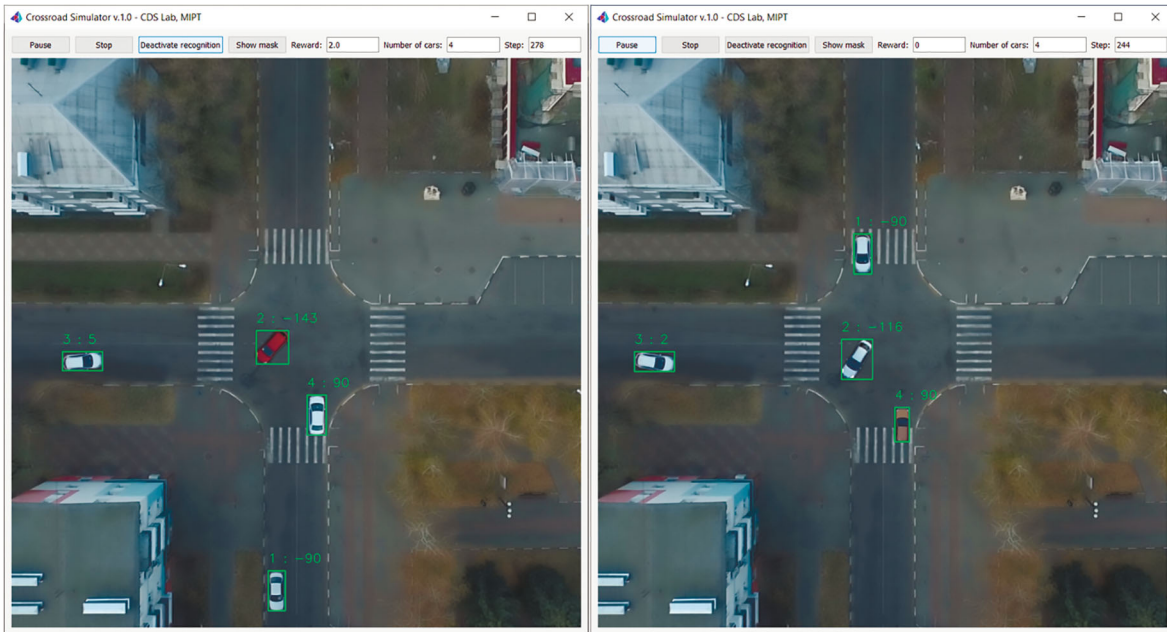 Crossroad Simulator v.1.0 - CDS Lab, MIPT
Pause Stop Deactivate recognition Show mask Reward: 2.0 Number of cars: 4 Step: 278
2 : -143
3 : 5
4 : 90
1 : -90
Crossroad Simulator v.1.0 - CDS Lab, MIPT
Pause Stop Deactivate recognition Show mask Reward: 0 Number of cars: 4 Step: 244
1 : -90
2 : -116
3 : 2
4 : 90